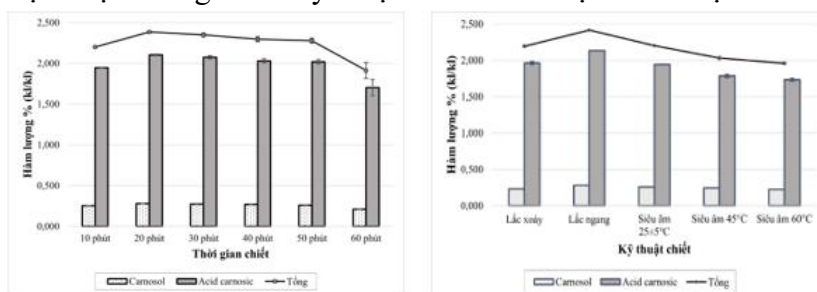 2,500
2,000
1,500
1,000
0,500
0,000
Hàm lượng % (kl/kl)
10 phút 20 phút 30 phút 40 phút 50 phút 60 phút
Thời gian chiết
Carnosol Acid carnosic Tổng
2,500
2,000
1,500
1,000
0,500
0,000
Hàm lượng % (kl/kl)
Lắc xoáy Lắc ngang Siêu âm 25±5°C Siêu âm 45°C Siêu âm 60°C
Kỹ thuật chiết
Carnosol Acid carnosic Tổng